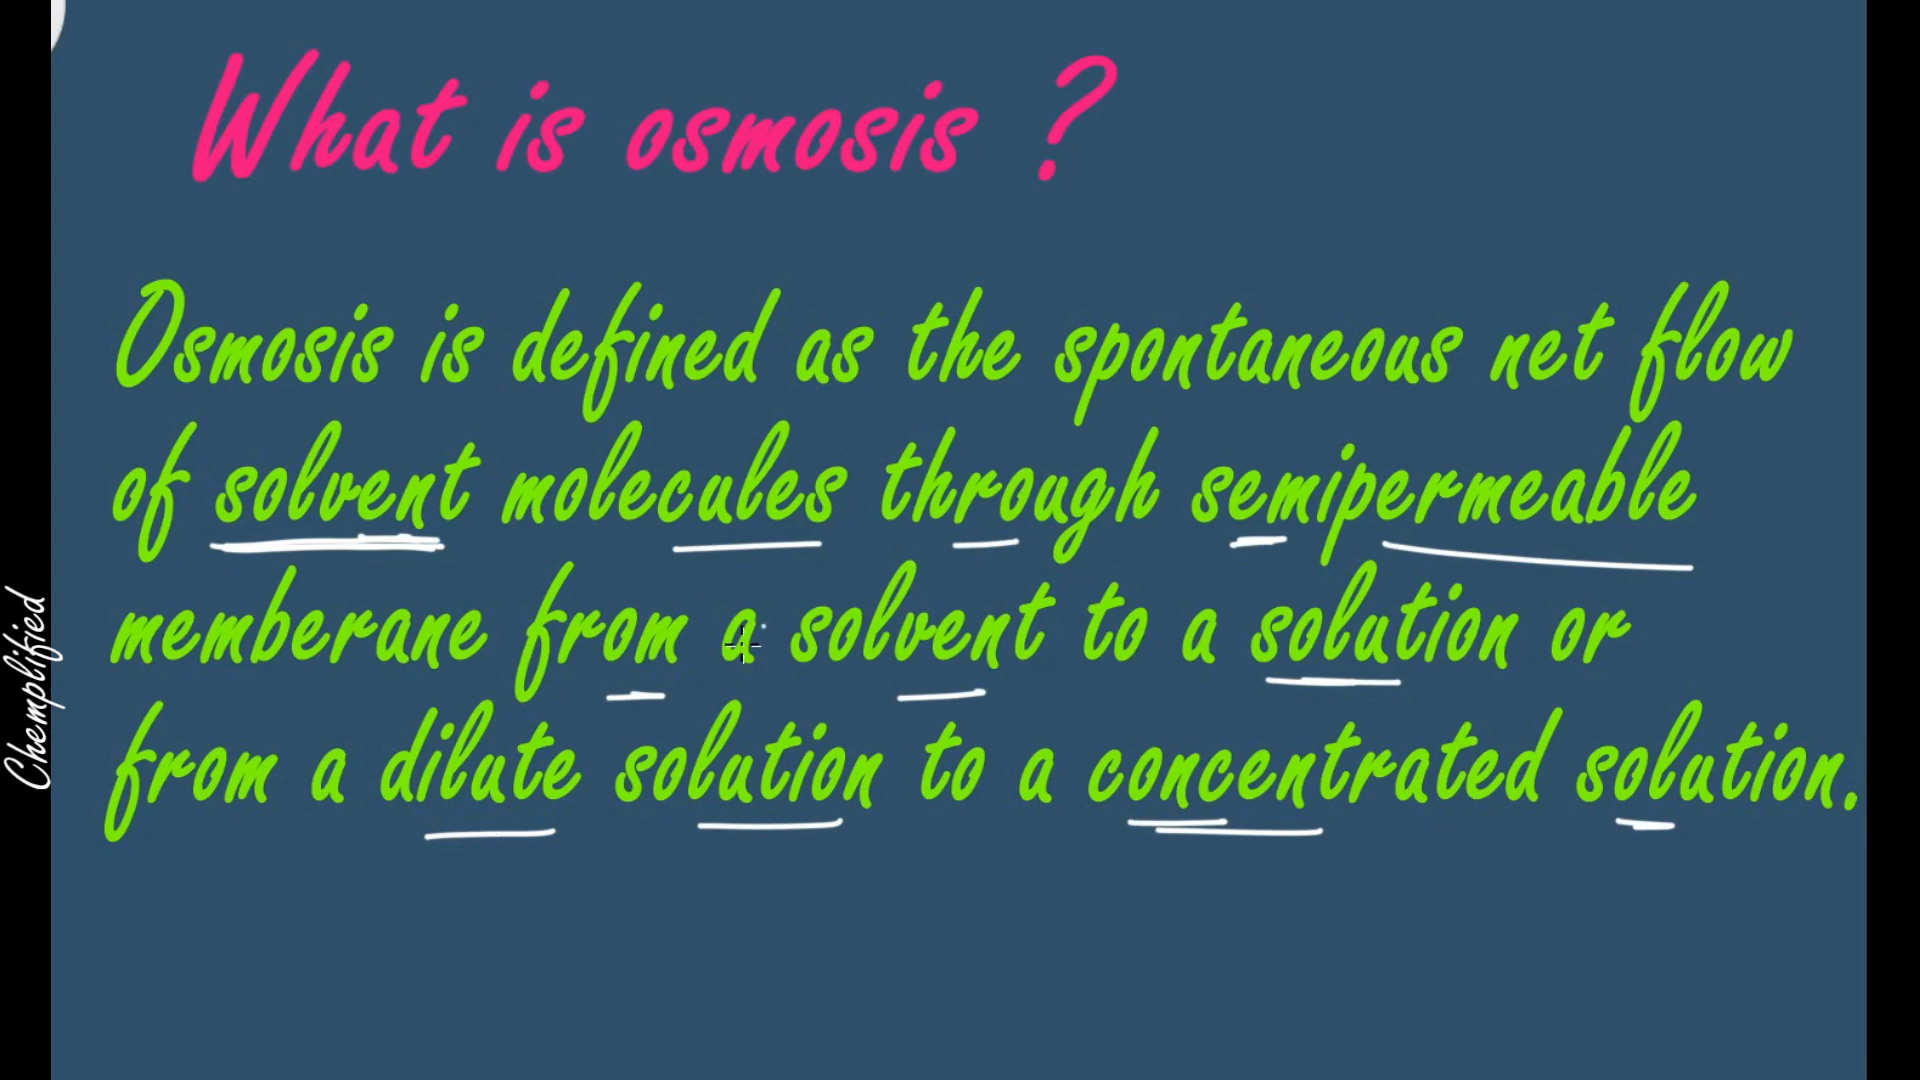 What is osmosis ?
Osmosis is defined as the spontaneous net flow
of solvent molecules through semipermeable
memberane from a solvent to a solution or
from a dilute solution to a concentrated solution.
Chemplified